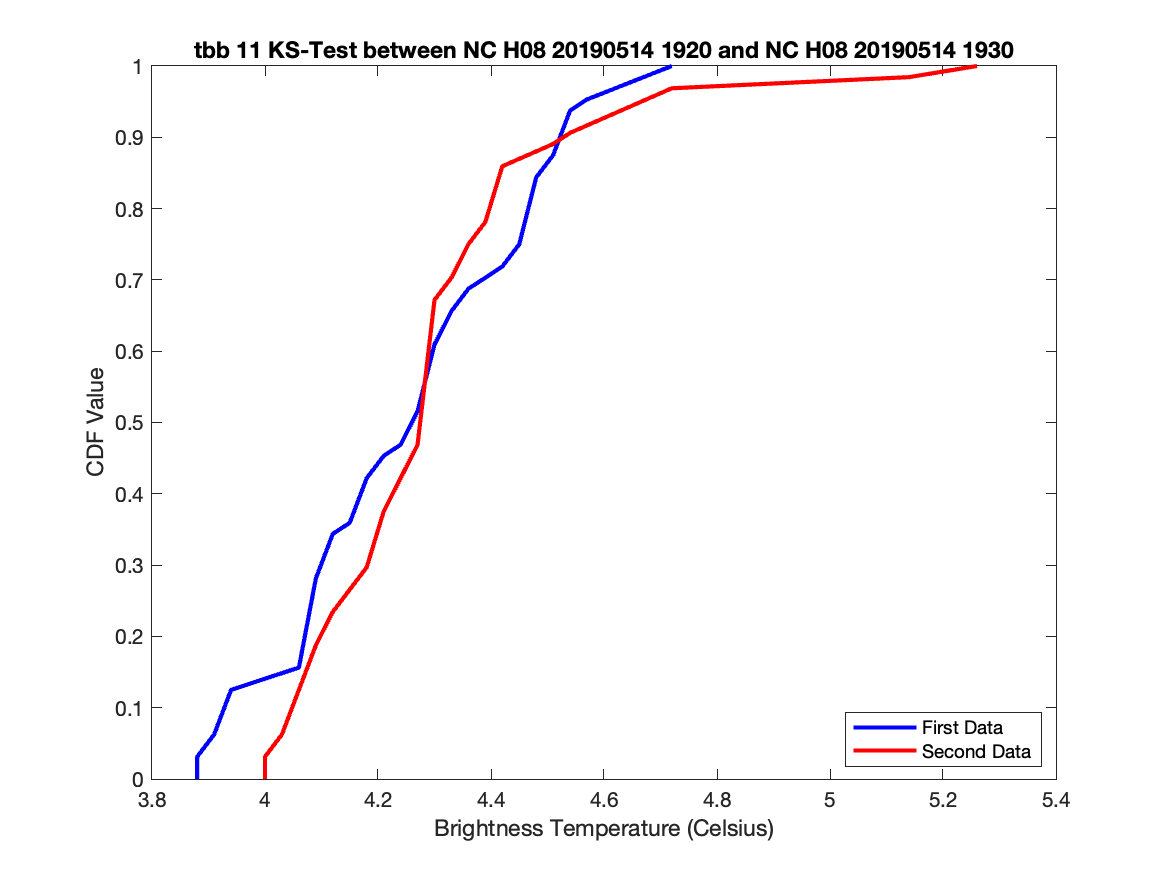 tbb 11 KS-Test between NC H08 20190514 1920 and NC H08 20190514 1930
1
0.9
0.8
0.7
0.6
0.5
0.4
0.3
0.2
0.1
0
CDF Value
First Data
Second Data
3.8 4 4.2 4.4 4.6 4.8 5 5.2 5.4
Brightness Temperature (Celsius)